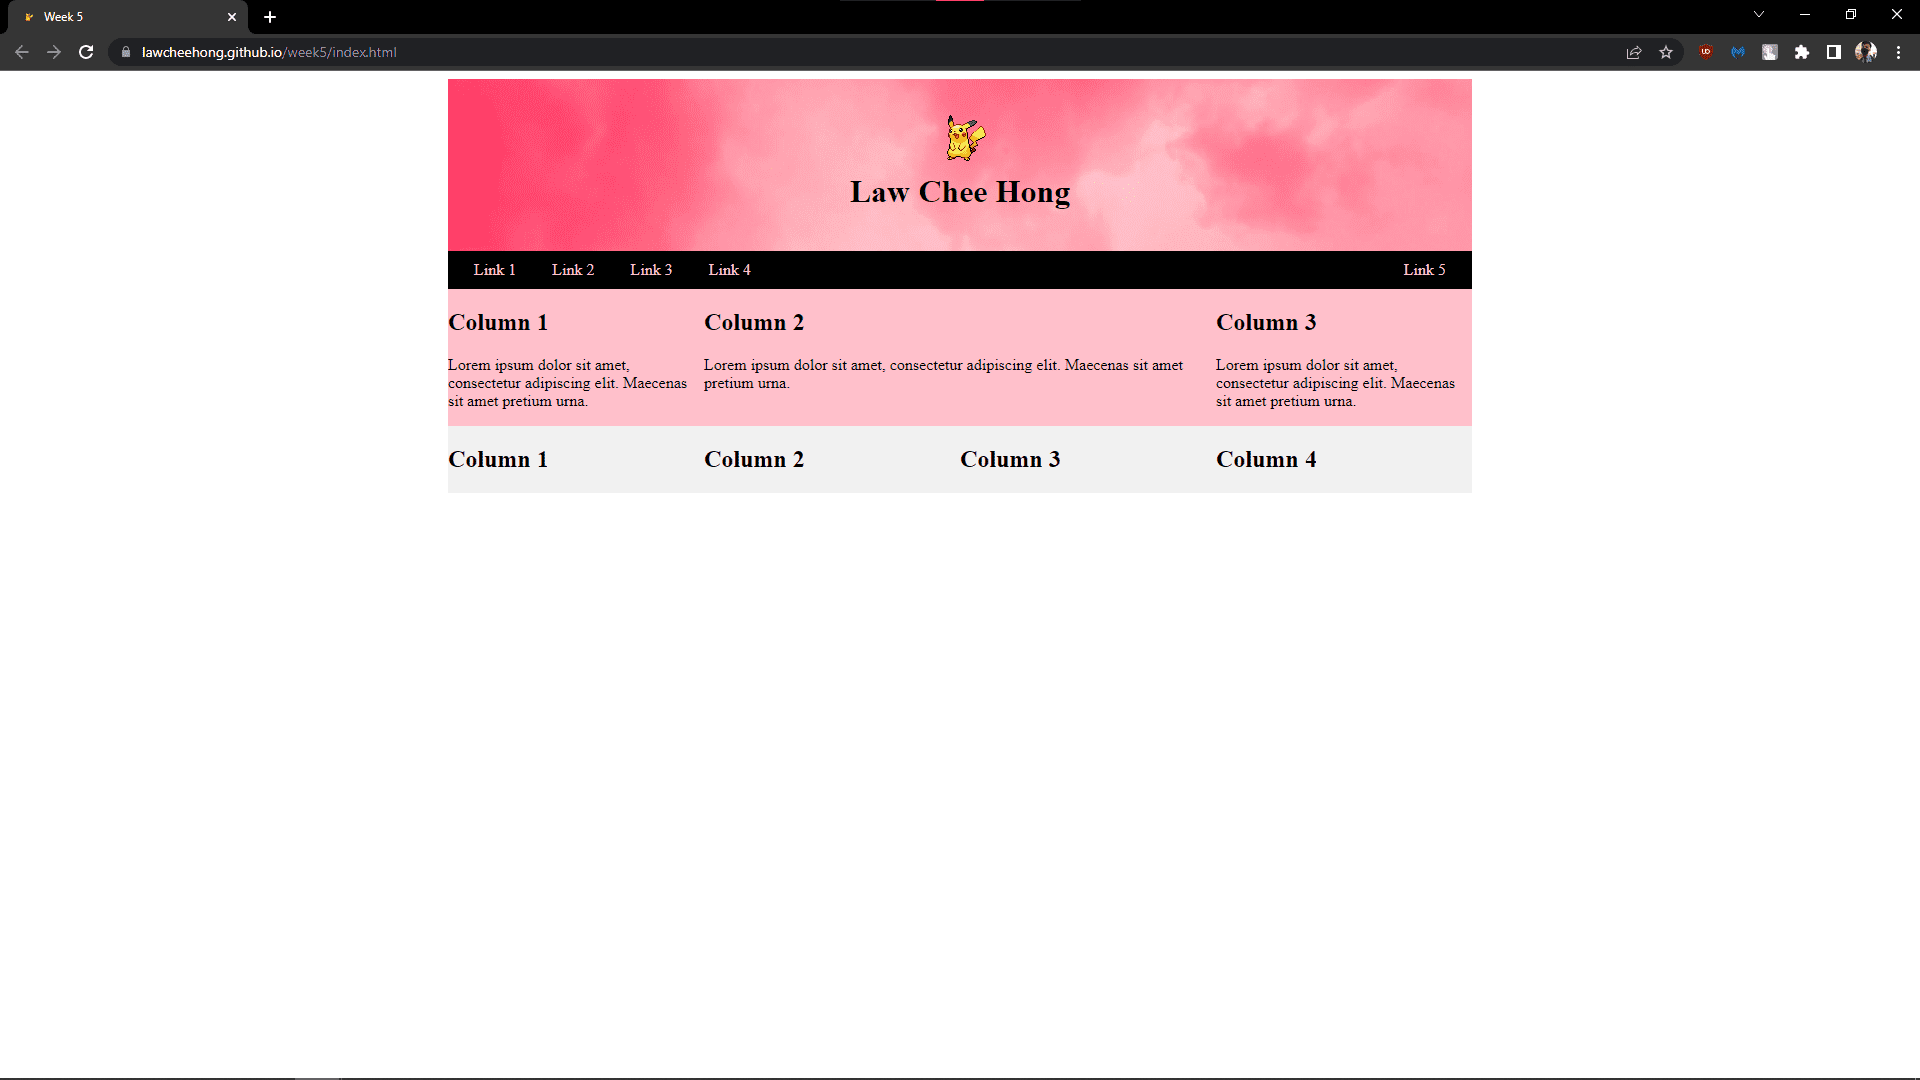 Week 5
lawcheehong.github.io/week5/index.html
Law Chee Hong
Link 1 Link 2 Link 3 Link 4 Link 5
Column 1 Column 2 Column 3
Lorem ipsum dolor sit amet,
consectetur adipiscing elit. Maecenas
sit amet pretium urna.
Lorem ipsum dolor sit amet, consectetur adipiscing elit. Maecenas sit amet
pretium urna.
Lorem ipsum dolor sit amet,
consectetur adipiscing elit. Maecenas
sit amet pretium urna.
Column 1 Column 2 Column 3 Column 4